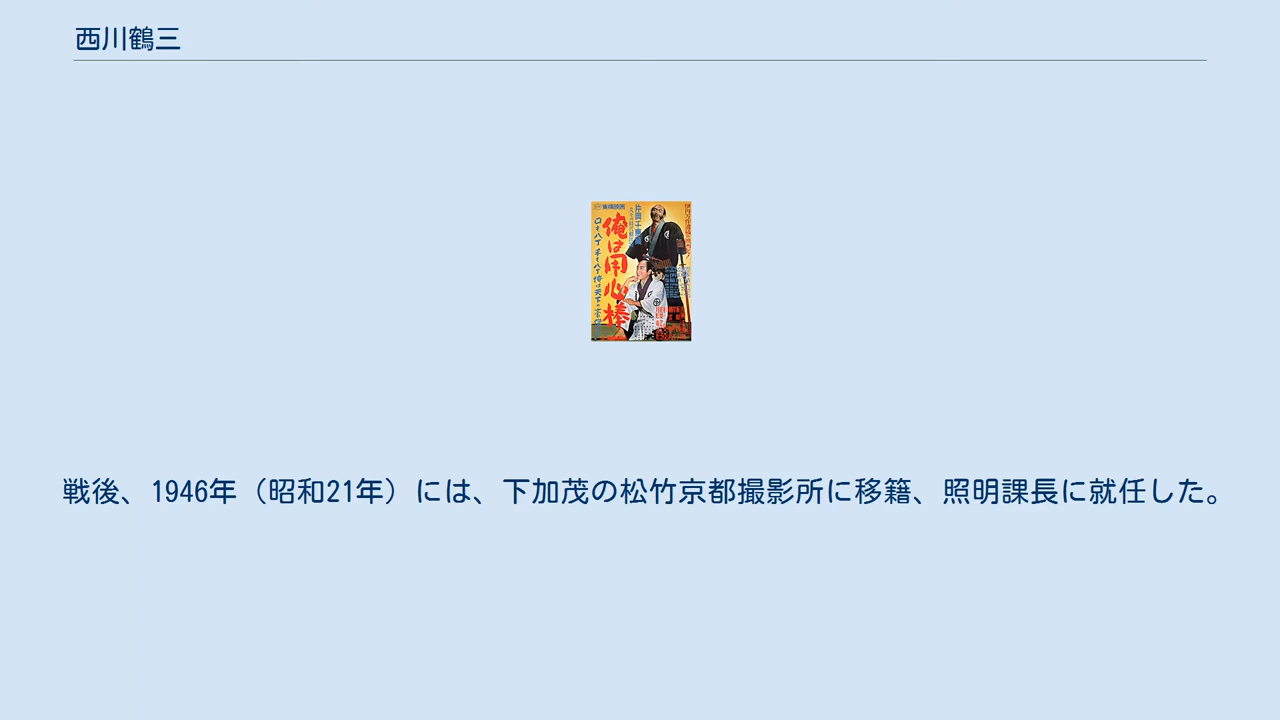 西川鶴三
俺は用心棒
戦後、1946年（昭和21年）には、下加茂の松竹京都撮影所に移籍、照明課長に就任した。